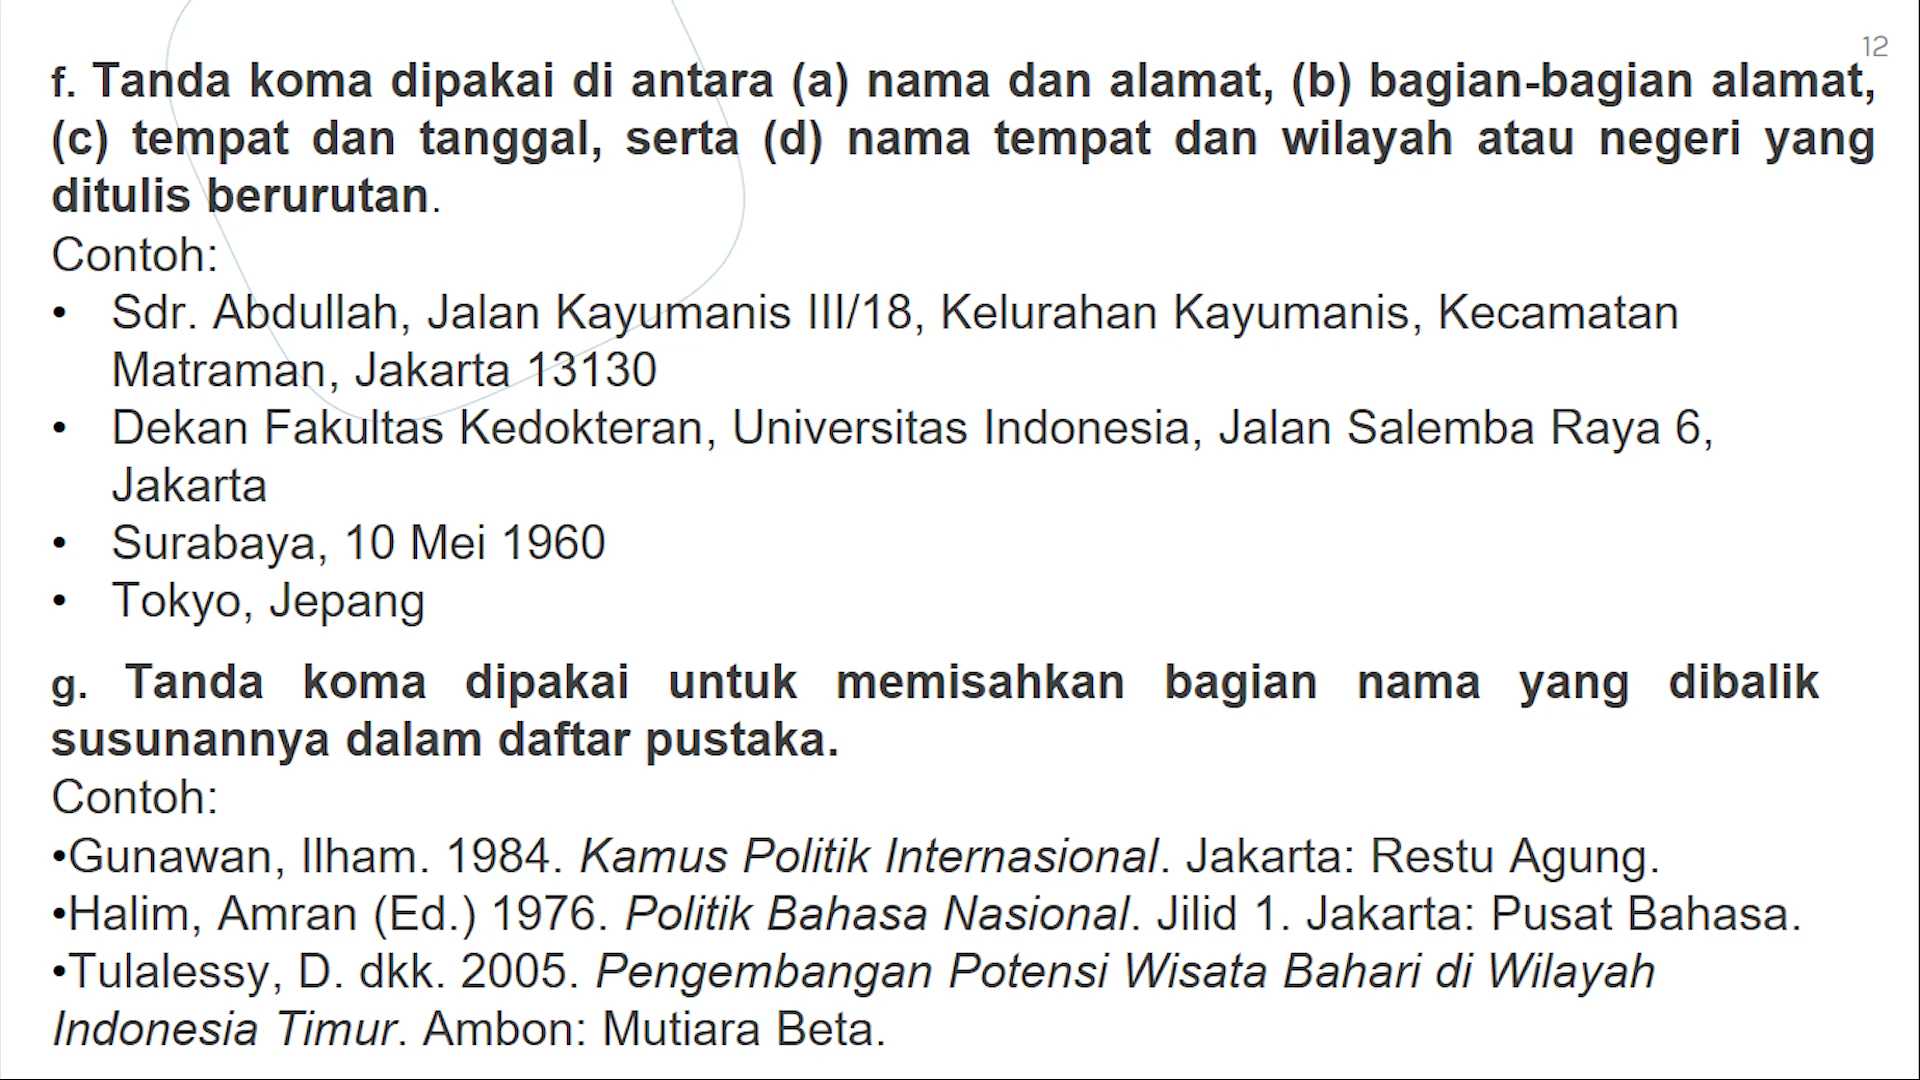 12
f. Tanda koma dipakai di antara (a) nama dan alamat, (b) bagian-bagian alamat,
(c) tempat dan tanggal, serta (d) nama tempat dan wilayah atau negeri yang
ditulis berurutan.
Contoh:
• Sdr. Abdullah, Jalan Kayumanis III/18, Kelurahan Kayumanis, Kecamatan
Matraman, Jakarta 13130
• Dekan Fakultas Kedokteran, Universitas Indonesia, Jalan Salemba Raya 6,
Jakarta
• Surabaya, 10 Mei 1960
• Tokyo, Jepang
g. Tanda koma dipakai untuk memisahkan bagian nama yang dibalik
susunannya dalam daftar pustaka.
Contoh:
•Gunawan, Ilham. 1984. Kamus Politik Internasional. Jakarta: Restu Agung.
•Halim, Amran (Ed.) 1976. Politik Bahasa Nasional. Jilid 1. Jakarta: Pusat Bahasa.
•Tulalessy, D. dkk. 2005. Pengembangan Potensi Wisata Bahari di Wilayah
Indonesia Timur. Ambon: Mutiara Beta.